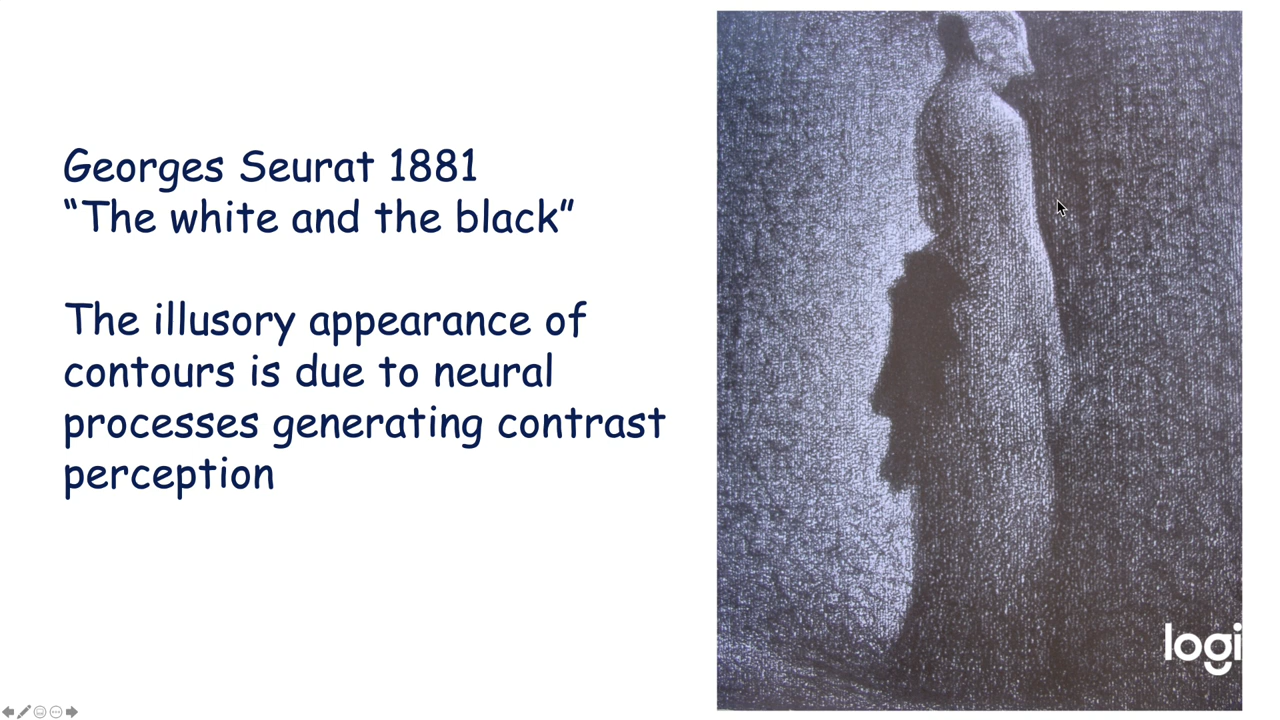 Georges Seurat 1881
“The white and the black”
The illusory appearance of
contours is due to neural
processes generating contrast
perception
logi